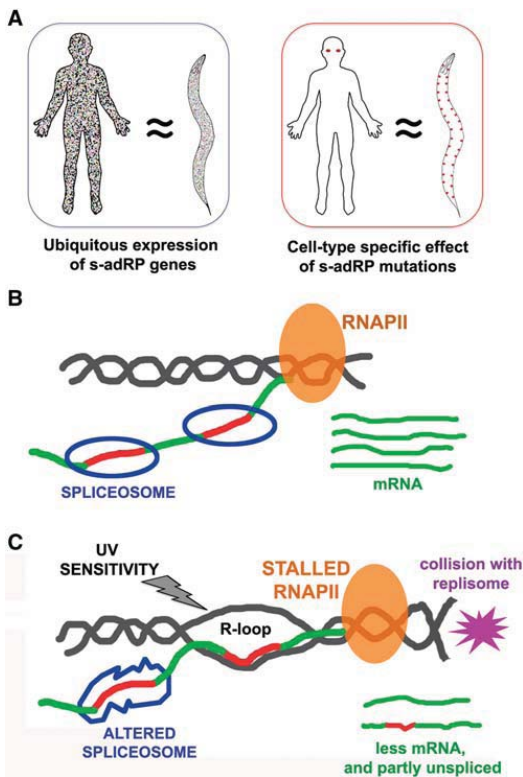 A
≈
≈
Ubiquitous expression
of s-adRP genes
Cell-type specific effect
of s-adRP mutations
B
RNAPII
SPLICEOSOME
mRNA
C
UV
SENSITIVITY
STALLED
RNAPII
collision with
replisome
R-loop
ALTERED
SPLICEOSOME
less mRNA,
and partly unspliced